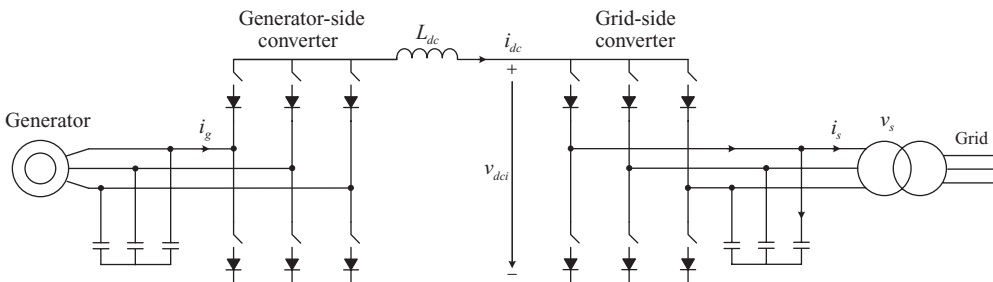 Generator-side
converter
L_dc
i_dc
Grid-side
converter
+
Generator
i_g
i_s
v_s
Grid
v_dci
−